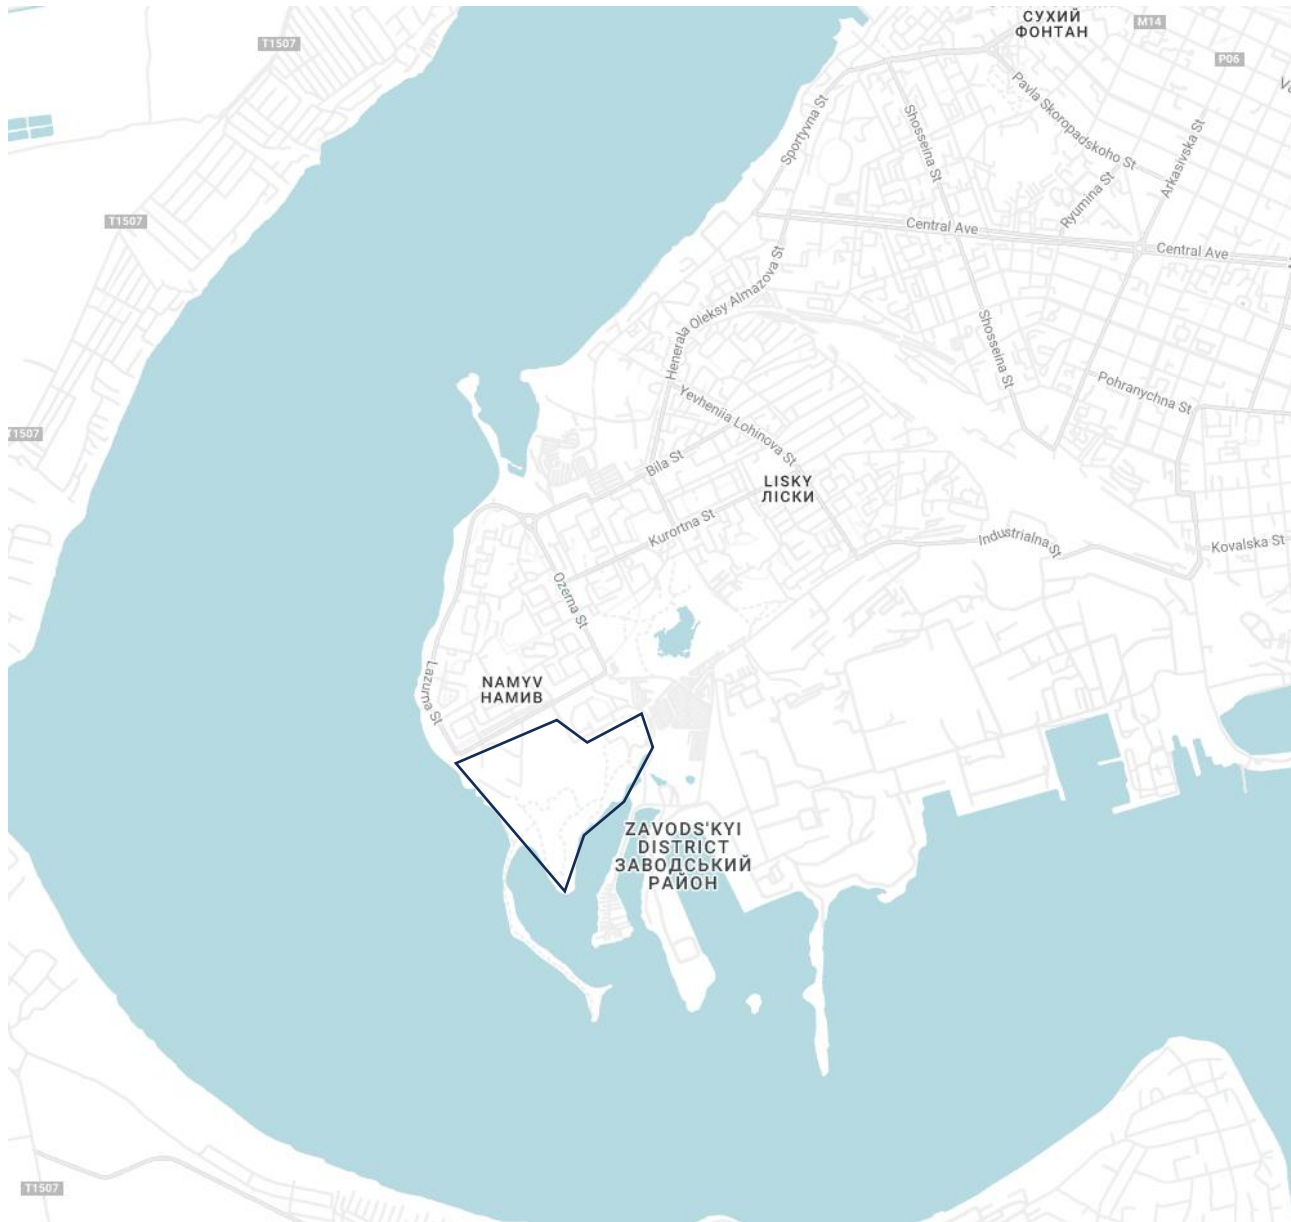 СУХИЙ
ФОНТАН
M14
T1507
P06
Sportyvna St
Shosseina St
Pavla Skoropadskoho St
Arkasivska St
Ryumina St
T1507
Central Ave
Central Ave
Henerala Oleksy Almazova St
Shosseina St
Pohranychna St
T1507
Yevheniia Lohinova St
Bila St
LISKY
ЛІСКИ
Kurortna St
Industrialna St
Kovalska St
Ozerna St
Lazurna St
NAMYV
НАМИВ
ZAVODS'KYI
DISTRICT
ЗАВОДСЬКИЙ
РАЙОН
T1507